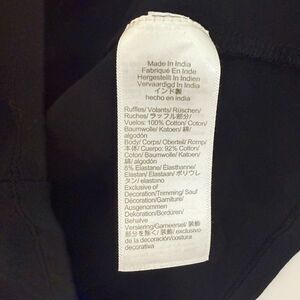 Made In India
Fabriqué En Inde
Hergestellt In Indien
Vervaardigd In India
インド製
hecho en india
Ruffles/ Volants/ Rüschen/
Ruches/ ラッフル部分/
Vuelos: 100% Cotton/ Coton/
Baumwolle/ Katoen/ 綿/
algodón
Body/ Corps/ Oberteil/ Romp/
本体/ Cuerpo: 92% Cotton/
Coton/ Baumwolle/ Katoen/
綿/ algodón
8% Elastane/ Élasthanne/
Elastan/ Elastaan/ ポリウレ
タン/ elastano
Exclusive of
Decoration/Trimming/ Sauf
Décoration/Garniture/
Ausgenommen
Dekoration/Bordüren/
Behalve
Versiering/Garneersel/ 装飾
部分を除く/ 装飾/ exclusivo
de la decoración/costura
decorativa